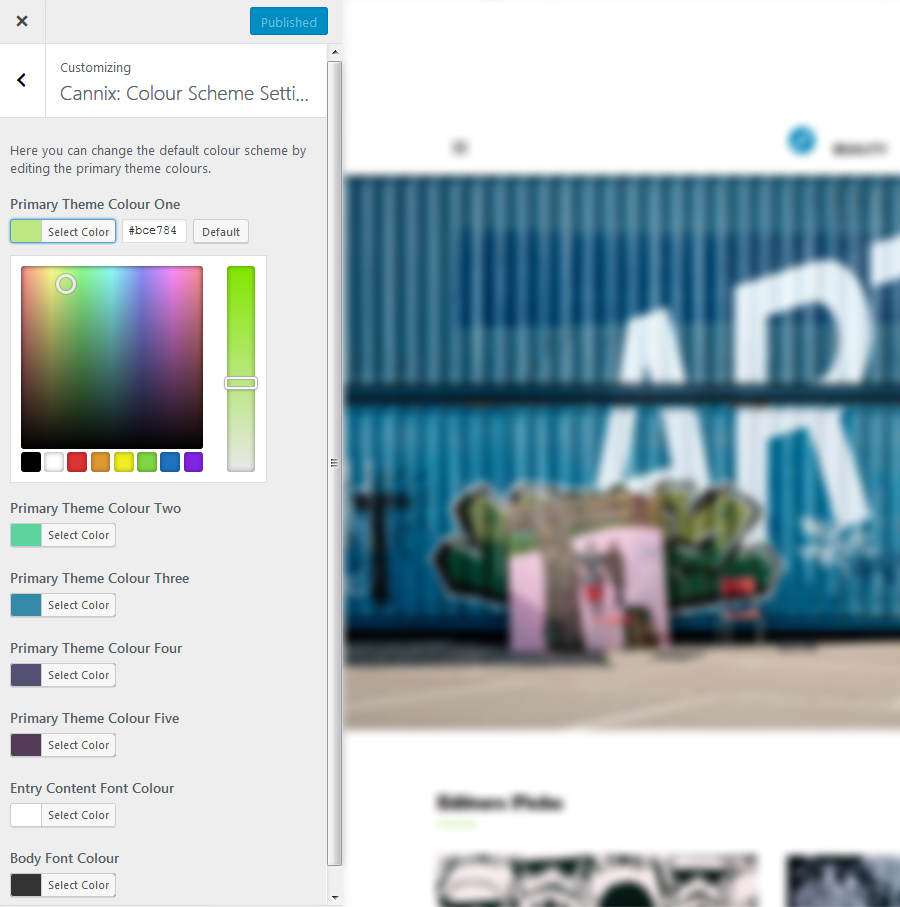 Published
Customizing
Cannix: Colour Scheme Setti...
Here you can change the default colour scheme by
editing the primary theme colours.
Primary Theme Colour One
Select Color #bce784 Default
Primary Theme Colour Two
Select Color
Primary Theme Colour Three
Select Color
Primary Theme Colour Four
Select Color
Primary Theme Colour Five
Select Color
Entry Content Font Colour
Select Color
Body Font Colour
Select Color
BEAUTY
ART
Editors Picks